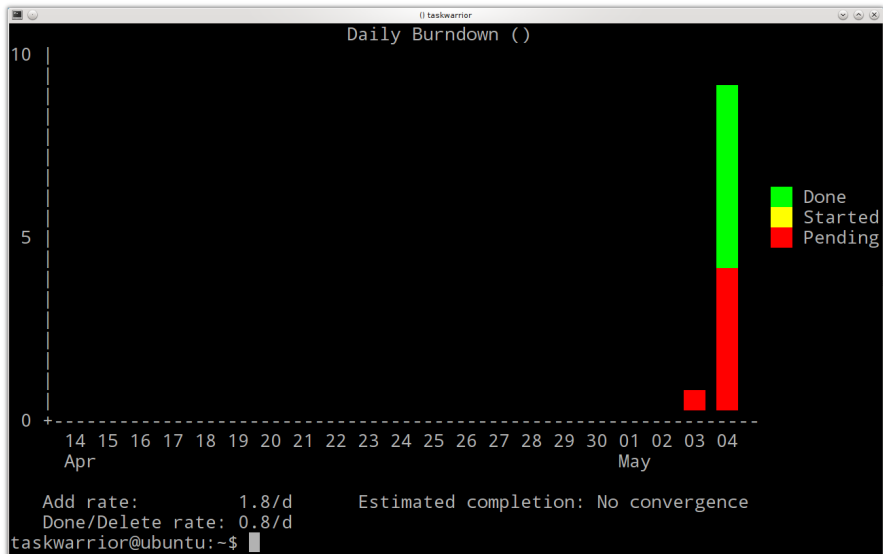 () taskwarrior
Daily Burndown ()
10
5
0
Done
Started
Pending
14 15 16 17 18 19 20 21 22 23 24 25 26 27 28 29 30 01 02 03 04
Apr May
Add rate: 1.8/d Estimated completion: No convergence
Done/Delete rate: 0.8/d
taskwarrior@ubuntu:~$